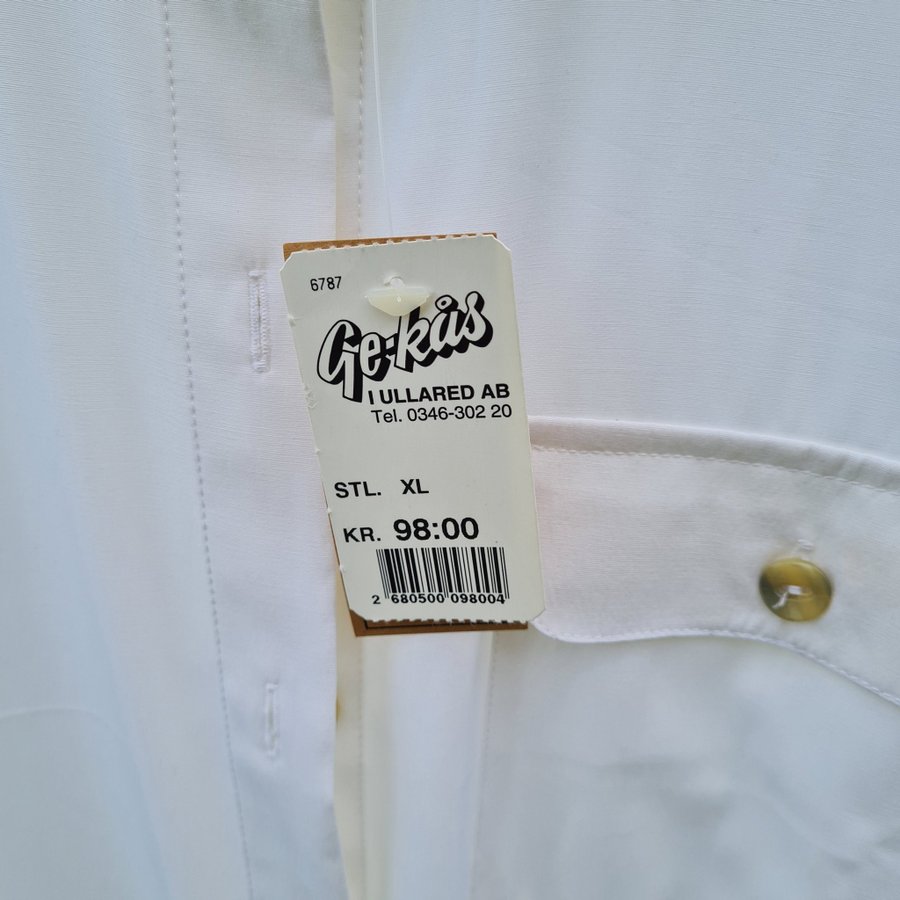 6787
Ge-kås
I ULLARED AB
Tel. 0346-302 20
STL. XL
KR. 98:00
2 680500 098004